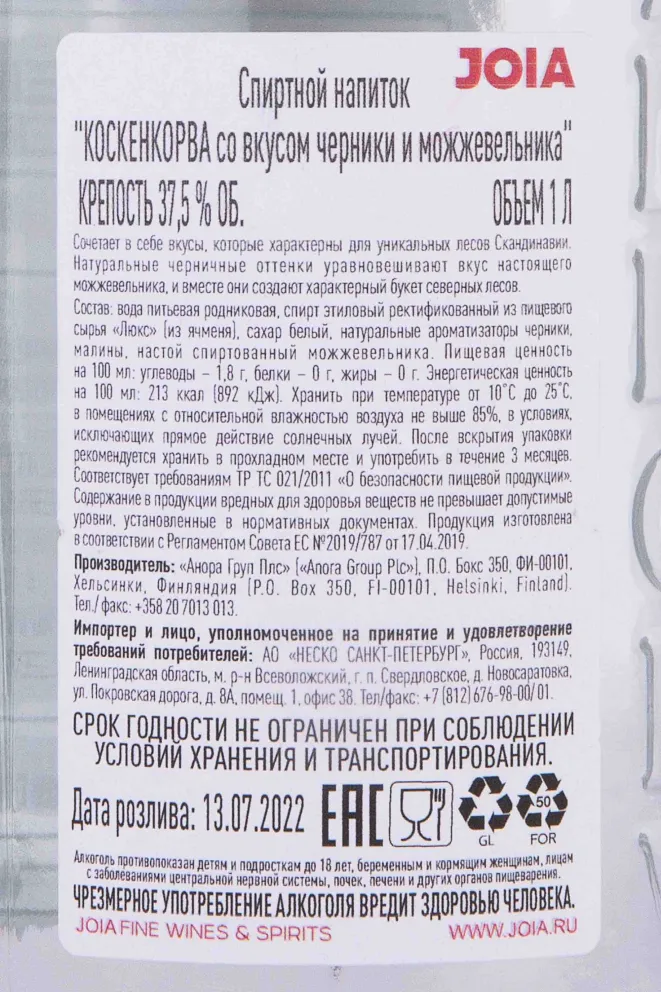 JOIA
Спиртной напиток
"КОСКЕНКОРВА со вкусом черники и можжевельника"
КРЕПОСТЬ 37,5 % ОБ. ОБЪЕМ 1 Л
Сочетает в себе вкусы, которые характерны для уникальных лесов Скандинавии.
Натуральные черничные оттенки уравновешивают вкус настоящего
можжевельника, и вместе они создают характерный букет северных лесов.
Состав: вода питьевая родниковая, спирт этиловый ректификованный из пищевого
сырья «Люкс» (из ячменя), сахар белый, натуральные ароматизаторы черники,
малины, настой спиртованный можжевельника. Пищевая ценность
на 100 мл: углеводы – 1,8 г, белки – 0 г, жиры – 0 г. Энергетическая ценность
на 100 мл: 213 ккал (892 кДж). Хранить при температуре от 10°С до 25°С,
в помещениях с относительной влажностью воздуха не выше 85%, в условиях,
исключающих прямое действие солнечных лучей. После вскрытия упаковки
рекомендуется хранить в прохладном месте и употребить в течение 3 месяцев.
Соответствует требованиям ТР ТС 021/2011 «О безопасности пищевой продукции».
Содержание в продукции вредных для здоровья веществ не превышает допустимые
уровни, установленные в нормативных документах. Продукция изготовлена
в соответствии с Регламентом Совета ЕС №2019/787 от 17.04.2019.
Производитель: «Анора Груп Плс» («Anora Group Plc»), П.О. Бокс 350, ФИ-00101,
Хельсинки, Финляндия (P.O. Box 350, FI-00101, Helsinki, Finland).
Тел./факс: +358 20 7013 013.
Импортер и лицо, уполномоченное на принятие и удовлетворение
требований потребителей: АО «НЕСКО САНКТ-ПЕТЕРБУРГ», Россия, 193149,
Ленинградская область, м. р-н Всеволожский, г. п. Свердловское, д. Новосаратовка,
ул. Покровская дорога, д. 8А, помещ. 1, офис 38. Тел/факс: +7 (812) 676-98-00/01.
СРОК ГОДНОСТИ НЕ ОГРАНИЧЕН ПРИ СОБЛЮДЕНИИ
УСЛОВИЙ ХРАНЕНИЯ И ТРАНСПОРТИРОВАНИЯ.
Дата розлива: 13.07.2022 EAC 50
GL FOR
Алкоголь противопоказан детям и подросткам до 18 лет, беременным и кормящим женщинам, лицам
с заболеваниями центральной нервной системы, почек, печени и других органов пищеварения.
ЧРЕЗМЕРНОЕ УПОТРЕБЛЕНИЕ АЛКОГОЛЯ ВРЕДИТ ЗДОРОВЬЮ ЧЕЛОВЕКА.
JOIA FINE WINES & SPIRITS WWW.JOIA.RU